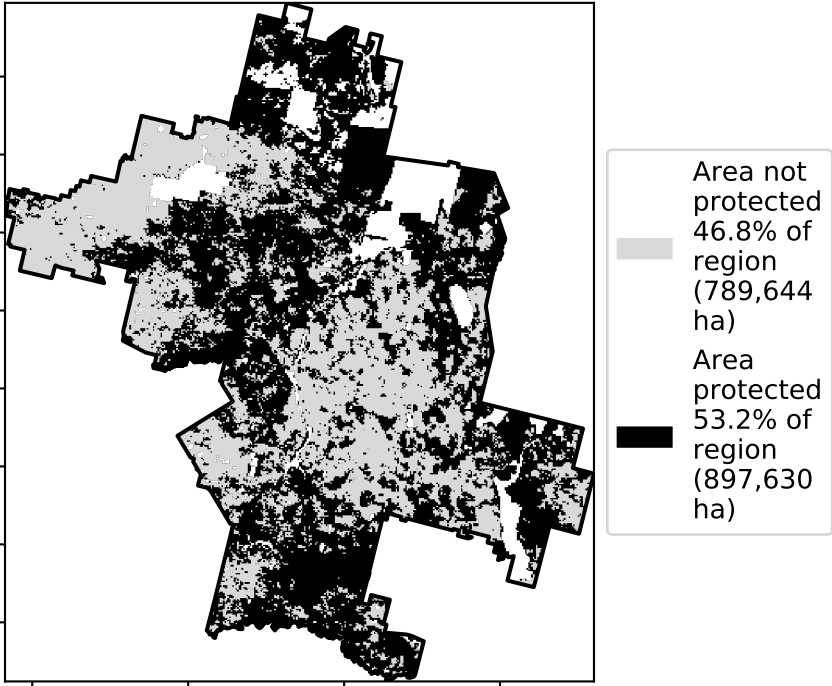 Area not
protected
46.8% of
region
(789,644
ha)
Area
protected
53.2% of
region
(897,630
ha)